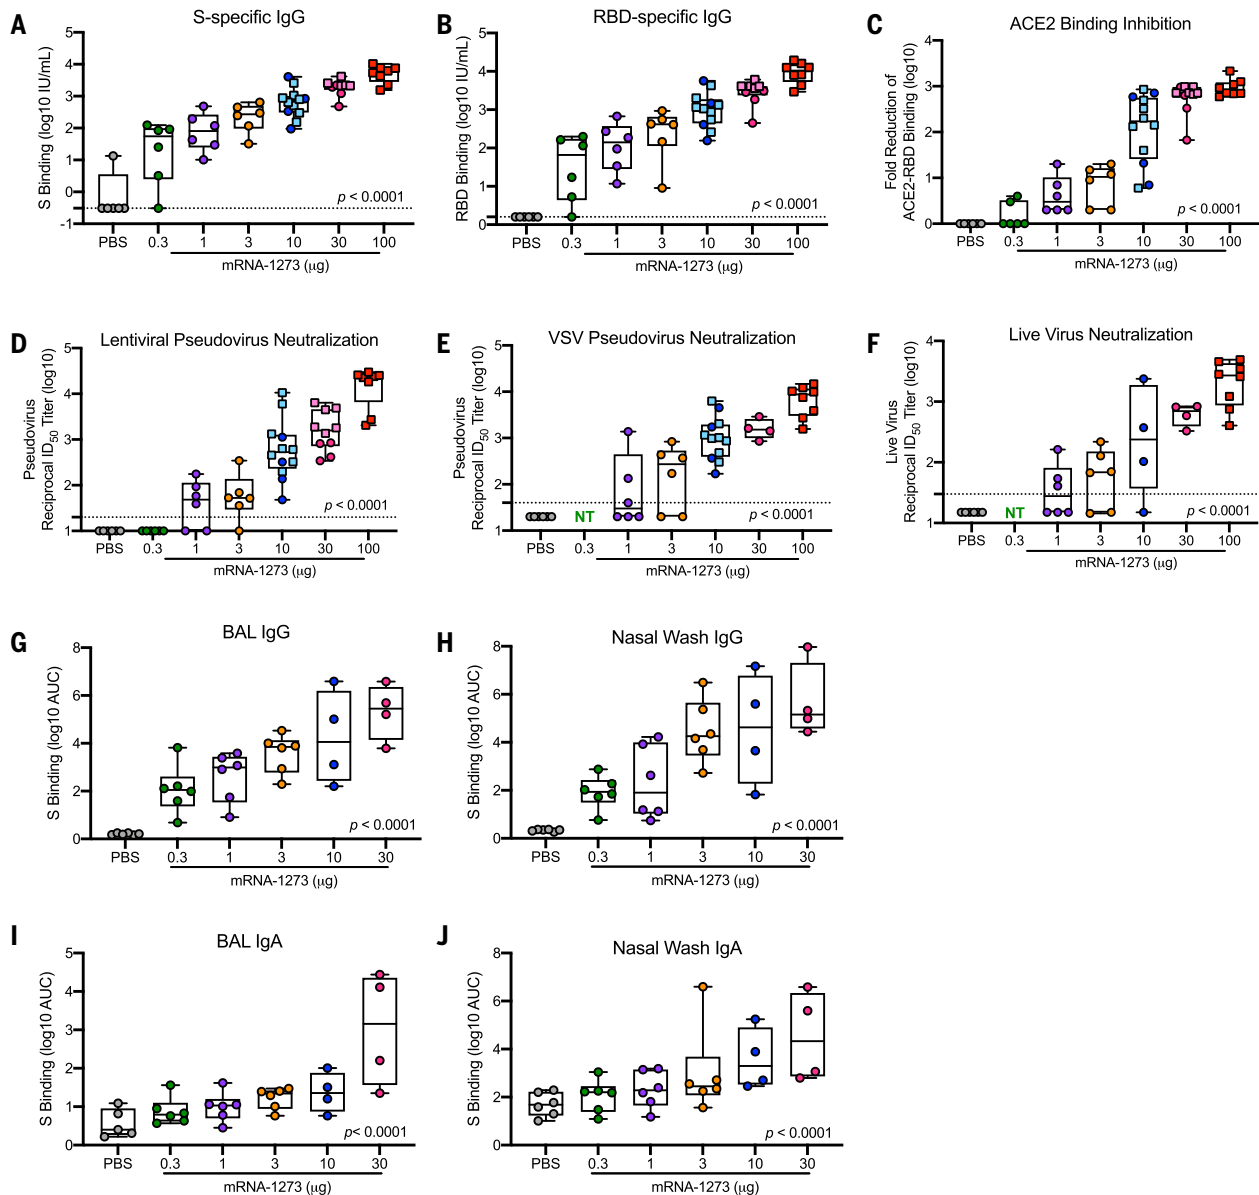 A
S-specific IgG
S Binding (log10 IU/mL)
5
4
3
2
1
0
-1
p < 0.0001
PBS
0.3
1
3
10
30
100
mRNA-1273 (μg)
B
RBD-specific IgG
RBD Binding (log10 IU/mL)
5
4
3
2
1
0
p < 0.0001
PBS
0.3
1
3
10
30
100
mRNA-1273 (μg)
C
ACE2 Binding Inhibition
Fold Reduction of
ACE2-RBD Binding (log10)
4
3
2
1
0
p < 0.0001
PBS
0.3
1
3
10
30
100
mRNA-1273 (μg)
D
Lentiviral Pseudovirus Neutralization
Pseudovirus
Reciprocal ID50 Titer (log10)
5
4
3
2
1
p < 0.0001
PBS
0.3
1
3
10
30
100
mRNA-1273 (μg)
E
VSV Pseudovirus Neutralization
Pseudovirus
Reciprocal ID50 Titer (log10)
5
4
3
2
1
NT
p < 0.0001
PBS
0.3
1
3
10
30
100
mRNA-1273 (μg)
F
Live Virus Neutralization
Live Virus
Reciprocal ID50 Titer (log10)
4
3
2
1
NT
p < 0.0001
PBS
0.3
1
3
10
30
100
mRNA-1273 (μg)
G
BAL IgG
S Binding (log10 AUC)
8
6
4
2
0
p < 0.0001
PBS
0.3
1
3
10
30
mRNA-1273 (μg)
H
Nasal Wash IgG
S Binding (log10 AUC)
8
6
4
2
0
p < 0.0001
PBS
0.3
1
3
10
30
mRNA-1273 (μg)
I
BAL IgA
S Binding (log10 AUC)
5
4
3
2
1
0
p< 0.0001
PBS
0.3
1
3
10
30
mRNA-1273 (μg)
J
Nasal Wash IgA
S Binding (log10 AUC)
8
6
4
2
0
p < 0.0001
PBS
0.3
1
3
10
30
mRNA-1273 (μg)